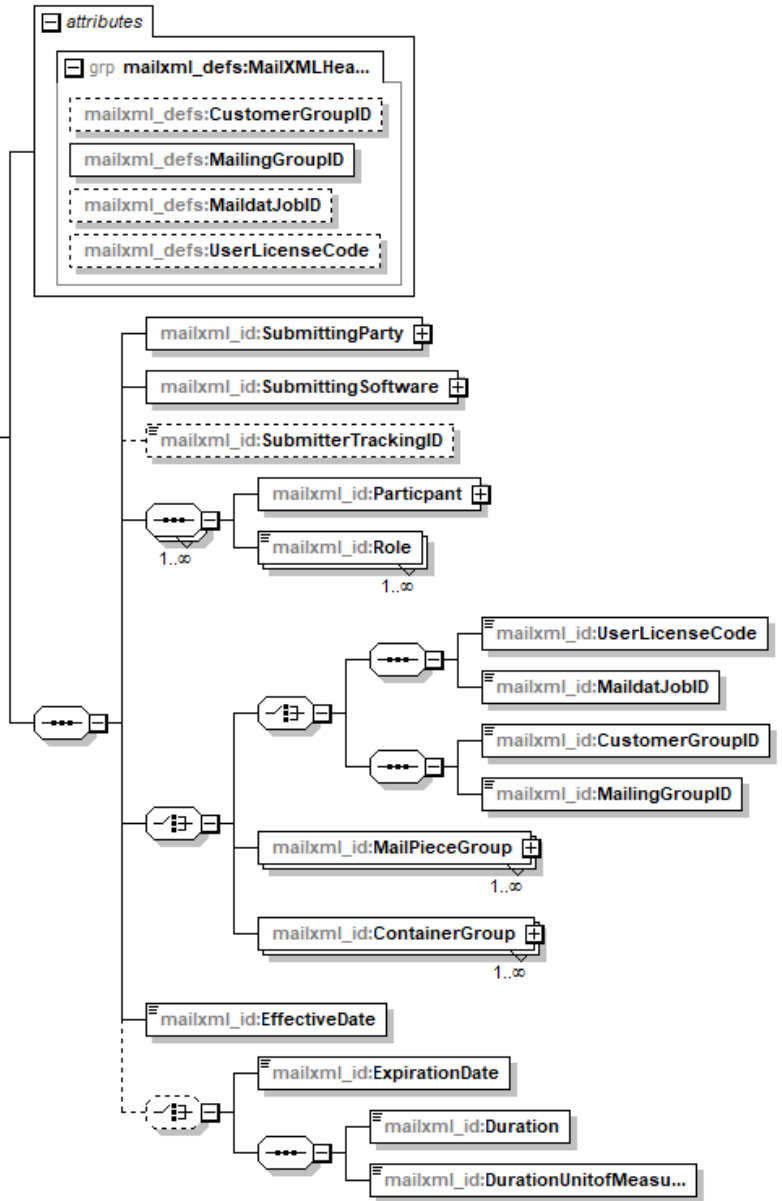 attributes
grp mailxml_defs:MailXMLHea...
mailxml_defs:CustomerGroupID
mailxml_defs:MailingGroupID
mailxml_defs:MaildatJobID
mailxml_defs:UserLicenseCode
mailxml_id:SubmittingParty
mailxml_id:SubmittingSoftware
mailxml_id:SubmitterTrackingID
mailxml_id:Particpant
1..∞
mailxml_id:Role
1..∞
mailxml_id:UserLicenseCode
mailxml_id:MaildatJobID
mailxml_id:CustomerGroupID
mailxml_id:MailingGroupID
mailxml_id:MailPieceGroup
1..∞
mailxml_id:ContainerGroup
1..∞
mailxml_id:EffectiveDate
mailxml_id:ExpirationDate
mailxml_id:Duration
mailxml_id:DurationUnitofMeasu...